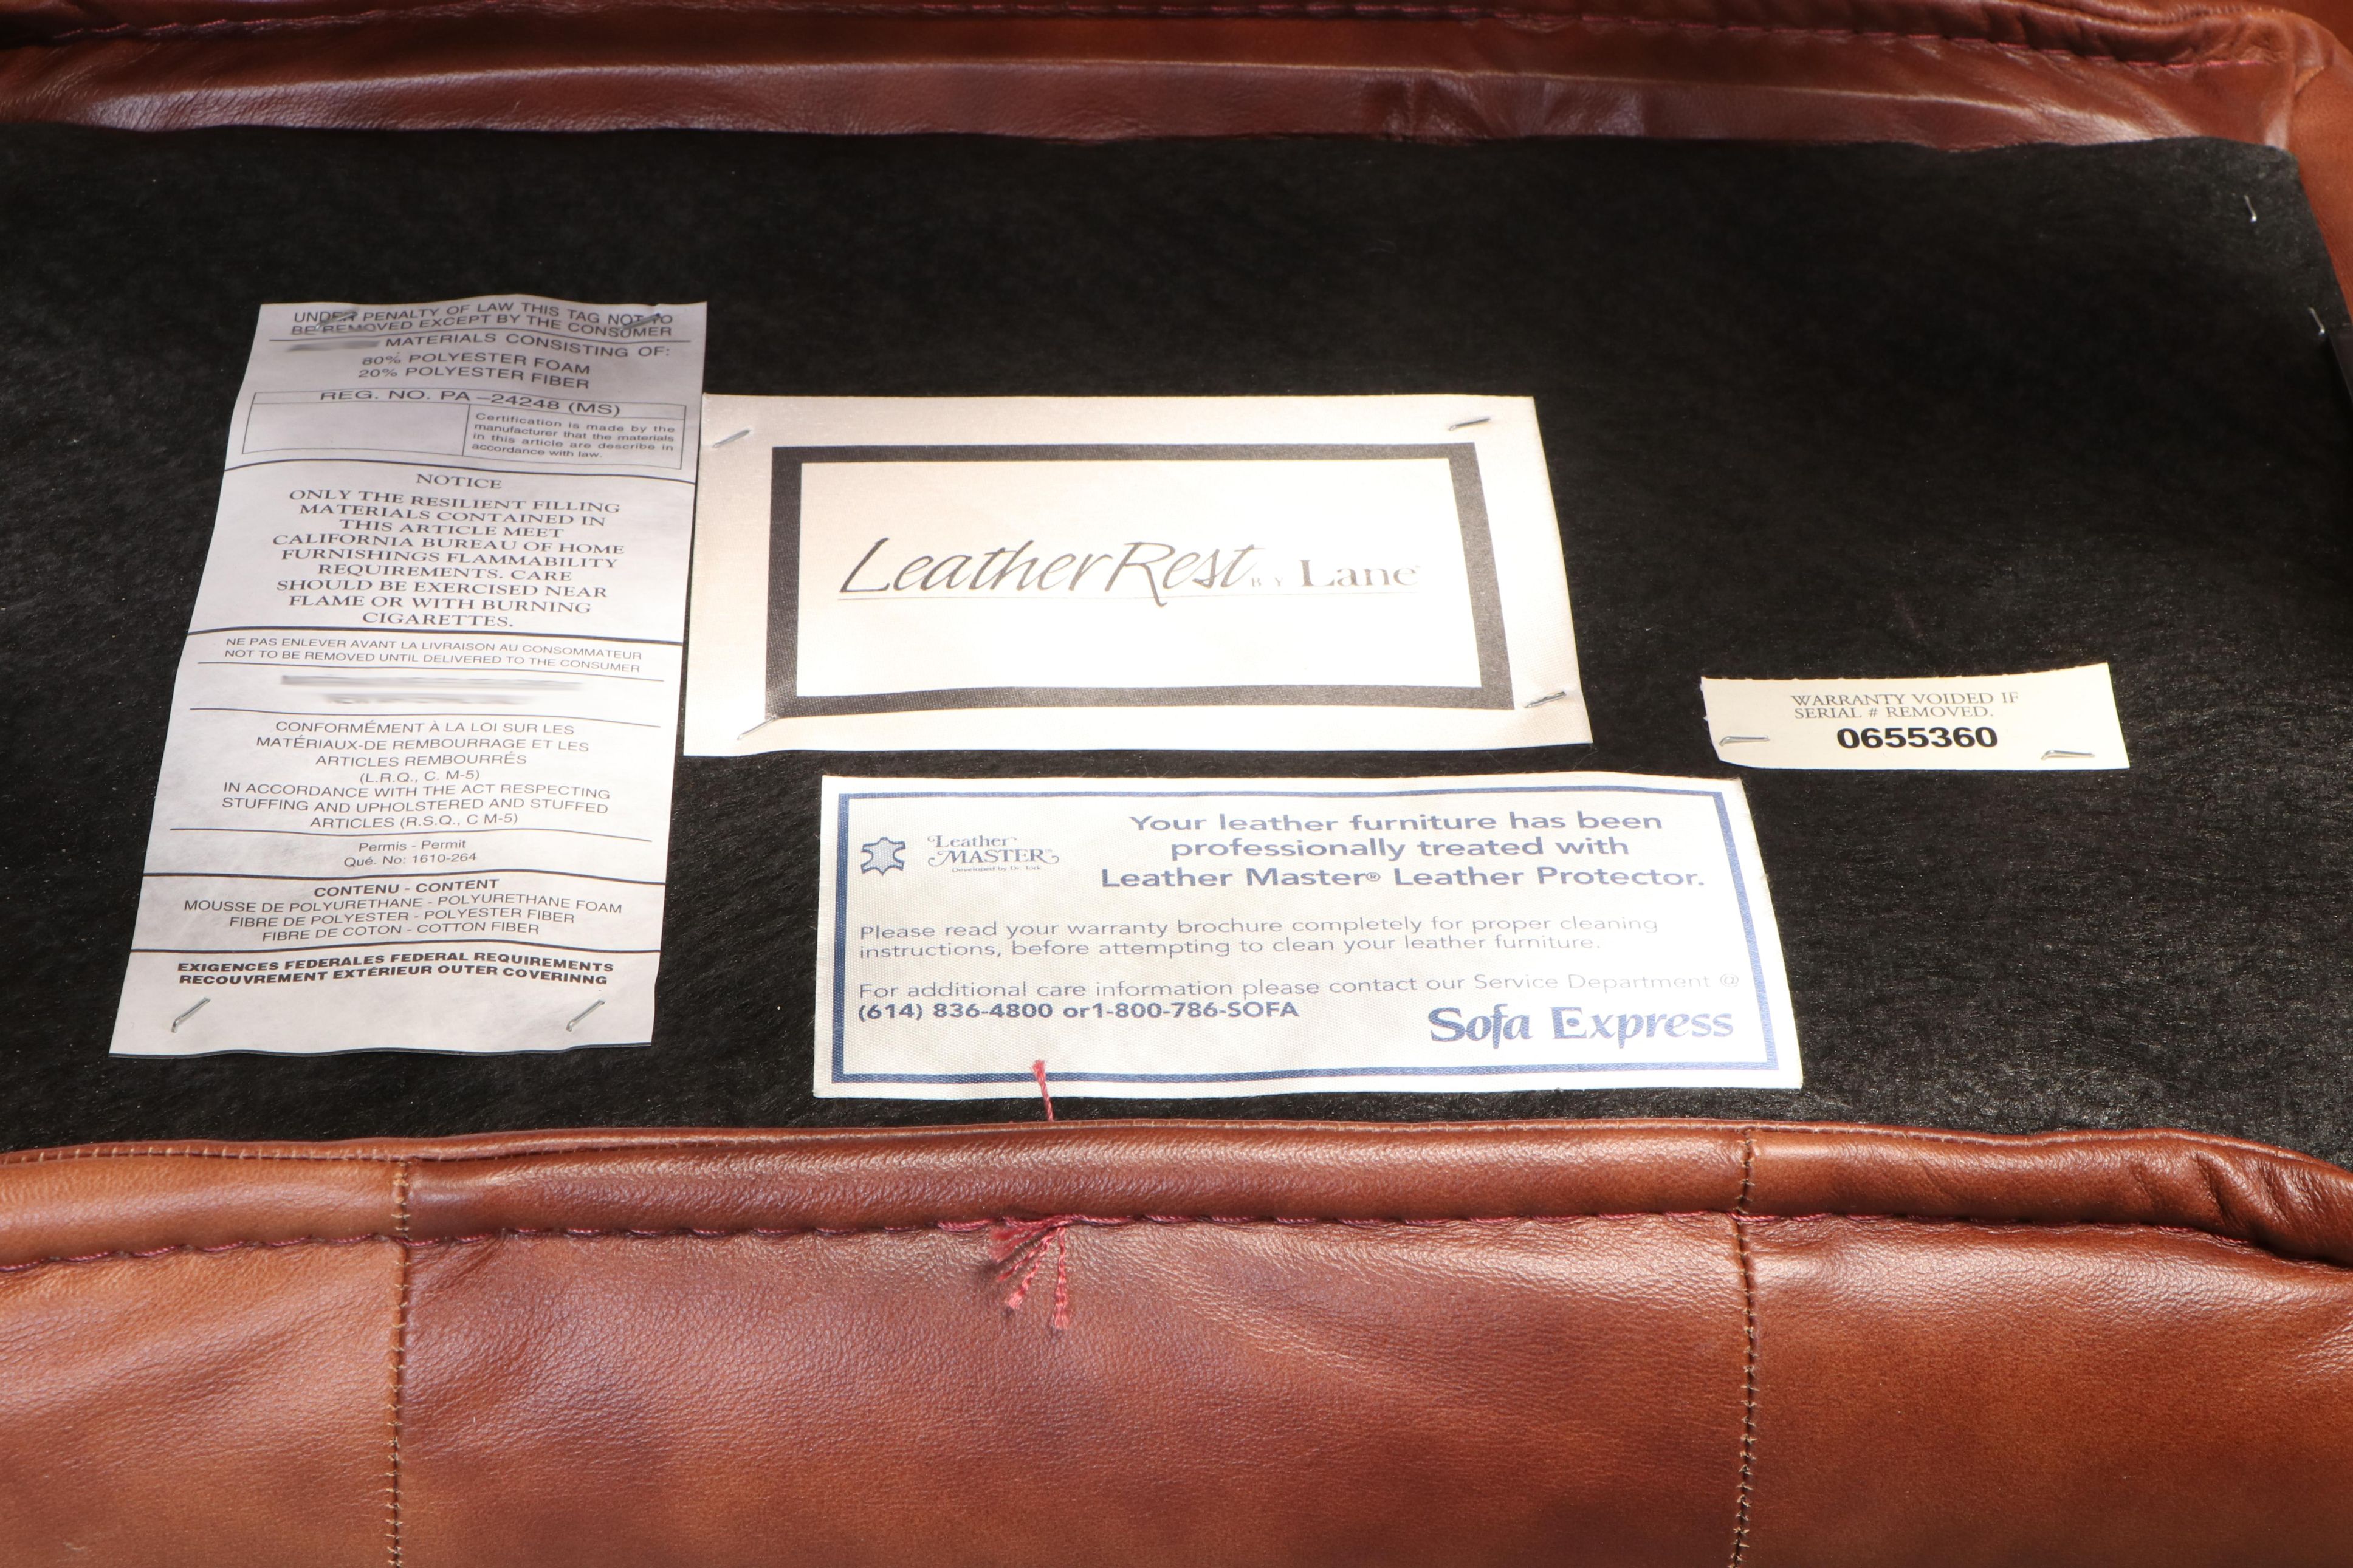 UNDER PENALTY OF LAW THIS TAG NOT TO
BE REMOVED EXCEPT BY THE CONSUMER
MATERIALS CONSISTING OF:
80% POLYESTER FOAM
20% POLYESTER FIBER
REG. NO. PA -24248 (MS)
Certification is made by the
manufacturer that the materials
in this article are describe in
accordance with law.
NOTICE
ONLY THE RESILIENT FILLING
MATERIALS CONTAINED IN
THIS ARTICLE MEET
CALIFORNIA BUREAU OF HOME
FURNISHINGS FLAMMABILITY
REQUIREMENTS. CARE
SHOULD BE EXERCISED NEAR
FLAME OR WITH BURNING
CIGARETTES.
NE PAS ENLEVER AVANT LA LIVRAISON AU CONSOMMATEUR
NOT TO BE REMOVED UNTIL DELIVERED TO THE CONSUMER
CONFORMÉMENT À LA LOI SUR LES
MATÉRIAUX-DE REMBOURRAGE ET LES
ARTICLES REMBOURRÉS
(L.R.Q., C. M-5)
IN ACCORDANCE WITH THE ACT RESPECTING
STUFFING AND UPHOLSTERED AND STUFFED
ARTICLES (R.S.Q., C M-5)
Permis - Permit
Qué. No: 1610-264
CONTENU - CONTENT
MOUSSE DE POLYURETHANE - POLYURETHANE FOAM
FIBRE DE POLYESTER - POLYESTER FIBER
FIBRE DE COTON - COTTON FIBER
EXIGENCES FEDERALES FEDERAL REQUIREMENTS
RECOUVREMENT EXTÉRIEUR OUTER COVERINNG
LeatherRest BY Lane
WARRANTY VOIDED IF
SERIAL # REMOVED.
0655360
Leather
MASTER®
Developed by Dr. Tork
Your leather furniture has been
professionally treated with
Leather Master® Leather Protector.
Please read your warranty brochure completely for proper cleaning
instructions, before attempting to clean your leather furniture.
For additional care information please contact our Service Department @
(614) 836-4800 or1-800-786-SOFA
Sofa Express